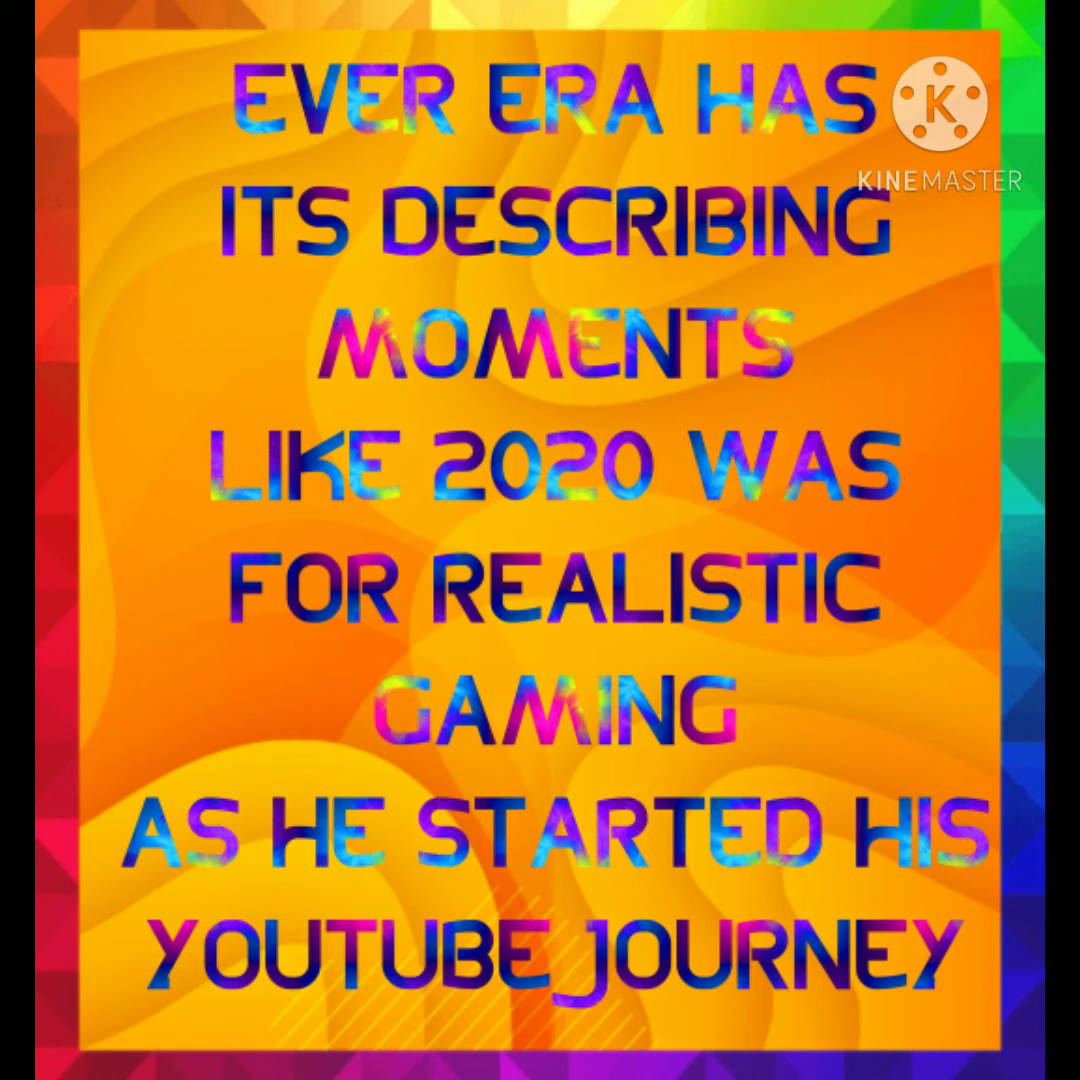 EVER ERA HAS
K
KINEMASTER
ITS DESCRIBING
MOMENTS
LIKE 2020 WAS
FOR REALISTIC
GAMING
AS HE STARTED HIS
YOUTUBE JOURNEY